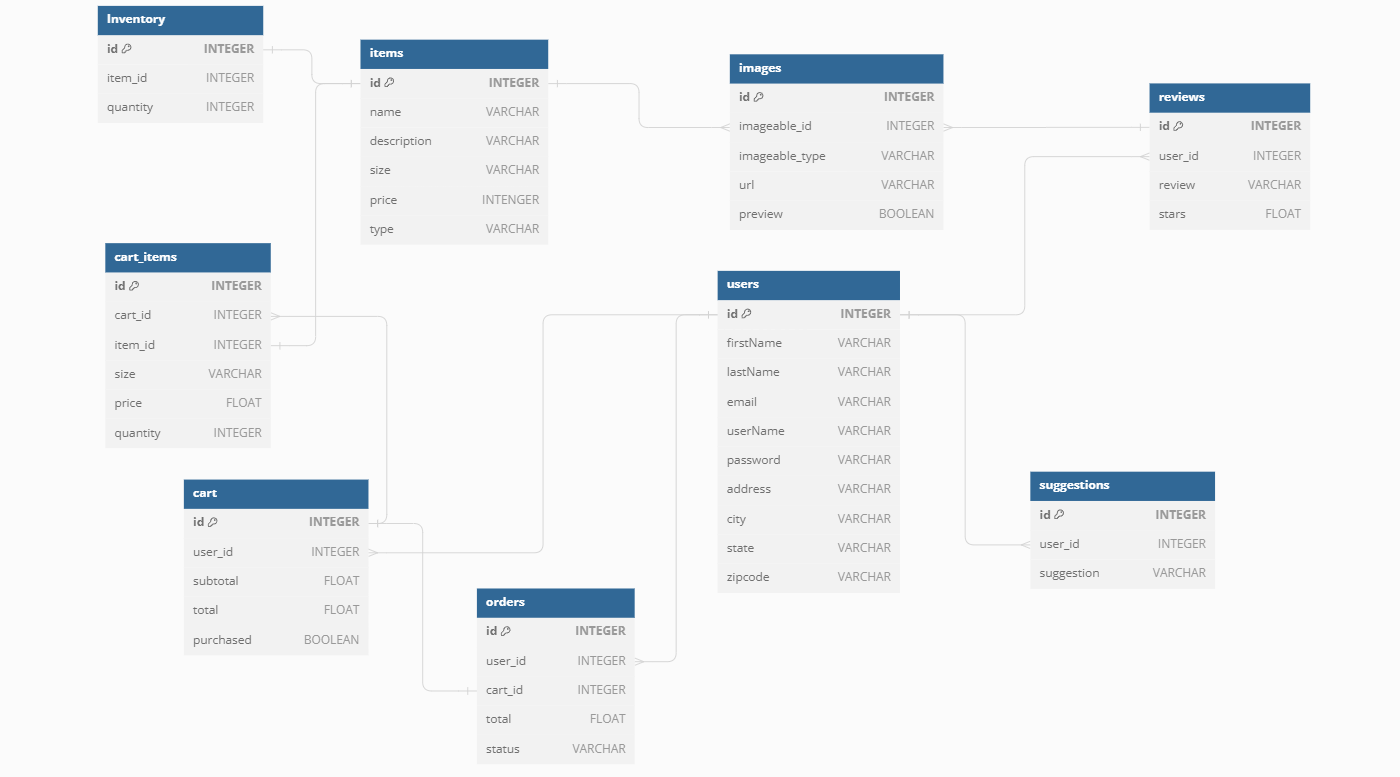 Inventory
id INTEGER
item_id INTEGER
quantity INTEGER
items
id INTEGER
name VARCHAR
description VARCHAR
size VARCHAR
price INTENGER
type VARCHAR
images
id INTEGER
imageable_id INTEGER
imageable_type VARCHAR
url VARCHAR
preview BOOLEAN
reviews
id INTEGER
user_id INTEGER
review VARCHAR
stars FLOAT
cart_items
id INTEGER
cart_id INTEGER
item_id INTEGER
size VARCHAR
price FLOAT
quantity INTEGER
users
id INTEGER
firstName VARCHAR
lastName VARCHAR
email VARCHAR
userName VARCHAR
password VARCHAR
address VARCHAR
city VARCHAR
state VARCHAR
zipcode VARCHAR
cart
id INTEGER
user_id INTEGER
subtotal FLOAT
total FLOAT
purchased BOOLEAN
suggestions
id INTEGER
user_id INTEGER
suggestion VARCHAR
orders
id INTEGER
user_id INTEGER
cart_id INTEGER
total FLOAT
status VARCHAR